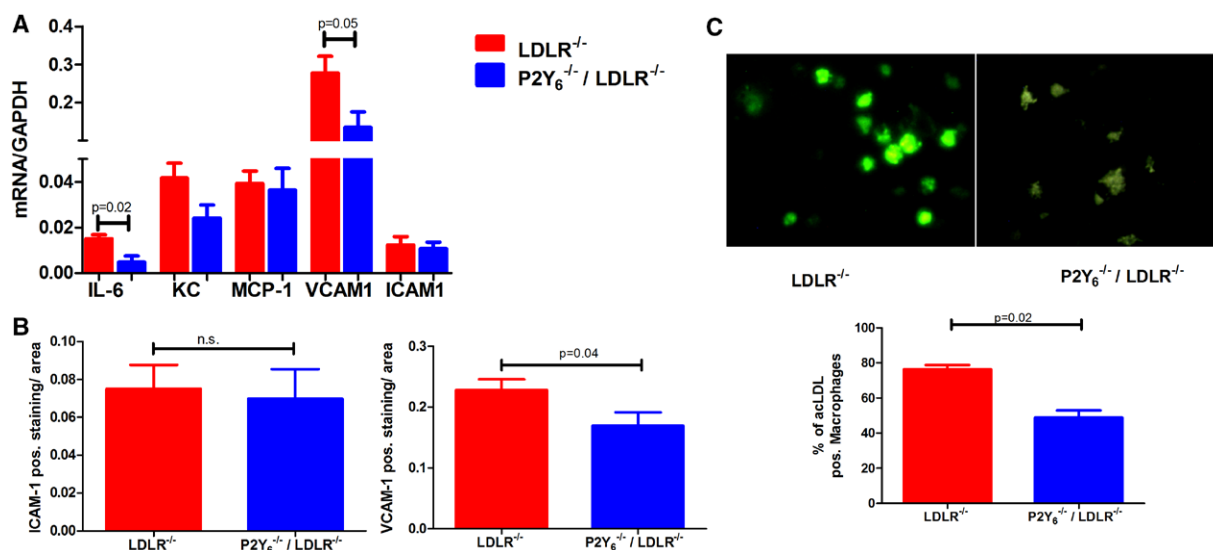 A
p=0.05
LDLR⁻/⁻
P2Y₆⁻/⁻ / LDLR⁻/⁻
mRNA/GAPDH
0.4
0.3
0.2
0.04
0.02
0.00
p=0.02
IL-6 KC MCP-1 VCAM1 ICAM1
B
ICAM-1 pos. staining/ area
0.10
0.08
0.06
0.04
0.02
0.00
n.s.
LDLR⁻/⁻ P2Y₆⁻/⁻ / LDLR⁻/⁻
VCAM-1 pos. staining/ area
0.3
0.2
0.1
0.0
p=0.04
LDLR⁻/⁻ P2Y₆⁻/⁻ / LDLR⁻/⁻
C
LDLR⁻/⁻ P2Y₆⁻/⁻ / LDLR⁻/⁻
% of acLDL
pos. Macrophages
100
80
60
40
20
0
p=0.02
LDLR⁻/⁻ P2Y₆⁻/⁻ / LDLR⁻/⁻